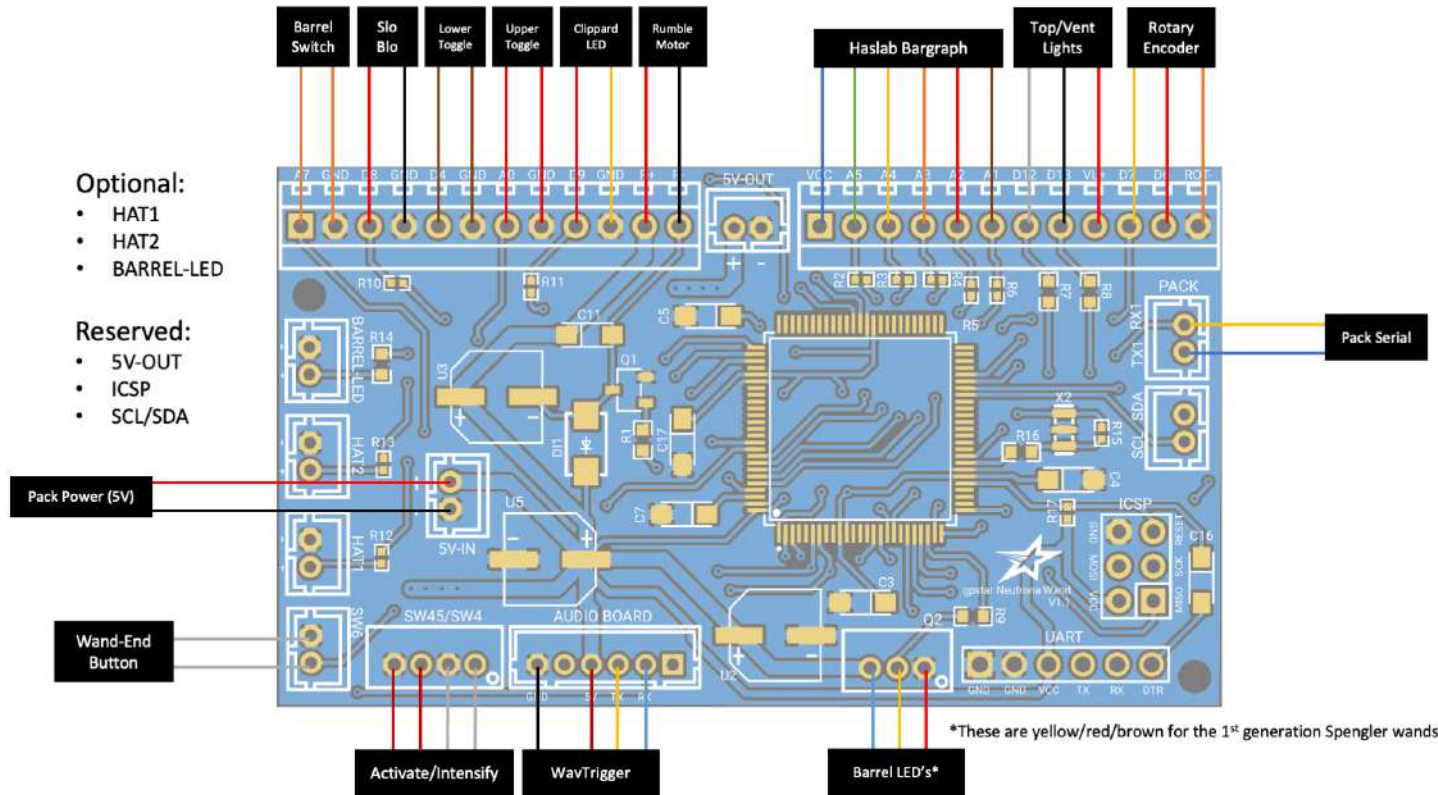 Barrel
Switch
Slo
Blo
Lower
Toggle
Upper
Toggle
Clippard
LED
Rumble
Motor
Haslab Bargraph
Top/Vent
Lights
Rotary
Encoder
Optional:
• HAT1
• HAT2
• BARREL-LED
Reserved:
• 5V-OUT
• ICSP
• SCL/SDA
A7 GND D3 GND D4 GND A0 GND D9 GND R+ R-
5V-OUT
+ -
VCC A5 A4 A3 A2 A1 D12 D13 VL+ D7 D6 ROT-
R10
R11
R2
R3
R4
R6
R7
R8
R5
PACK
RX1
TX1
Pack Serial
BARREL-LED
R14
C11
C5
U3
+ -
Q1
DI1
R1
C17
X2
R15
R16
SDA
SCL
C4
HAT2
- +
R13
Pack Power (5V)
5V-IN
U5
- +
C7
R17
ICSP
GND
RESET
MOSI
SCK
VCC
MISO
C16
HAT1
- +
R12
gpstar Neutrona Wand
V1.1
C3
R9
Q2
U2
+ -
SW6
Wand-End
Button
SW45/SW4
AUDIO BOARD
GND 5V TX RX
UART
GND GND VCC TX RX DTR
*These are yellow/red/brown for the 1st generation Spengler wands
Activate/Intensify
WavTrigger
Barrel LED's*